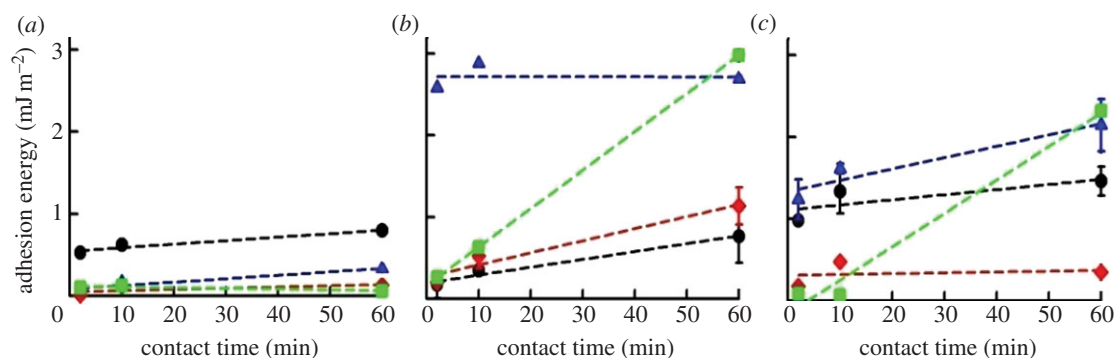 (a) (b) (c)
adhesion energy (mJ m−2)
3
2
1
0 10 20 30 40 50 60
0 10 20 30 40 50 60
0 10 20 30 40 50 60
contact time (min) contact time (min) contact time (min)